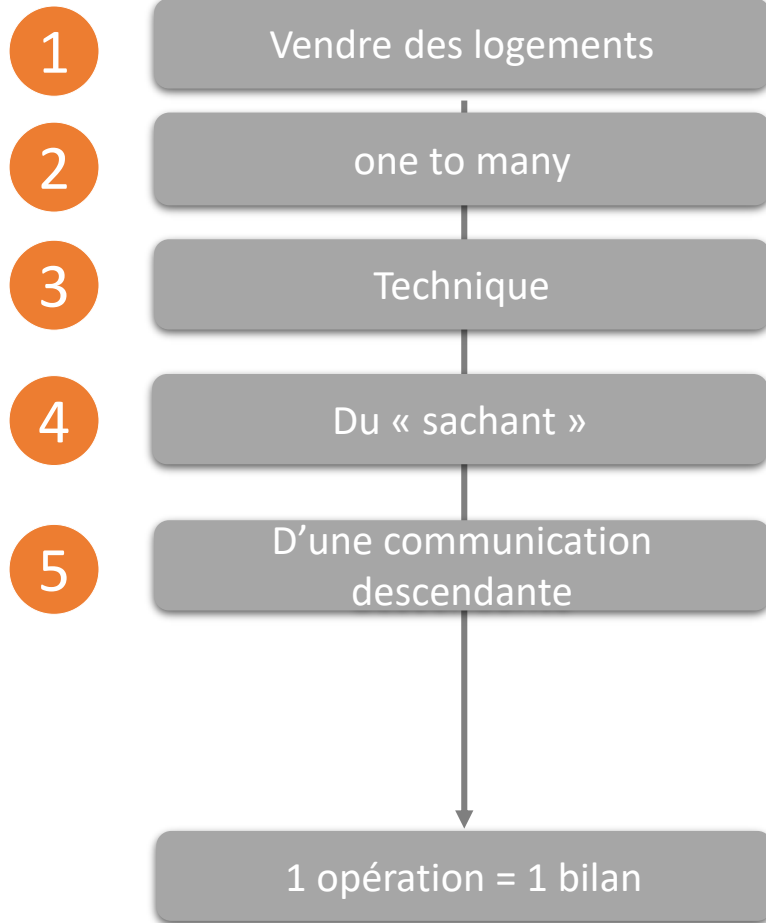 1
Vendre des logements
2
one to many
3
Technique
4
Du « sachant »
5
D’une communication
descendante
1 opération = 1 bilan